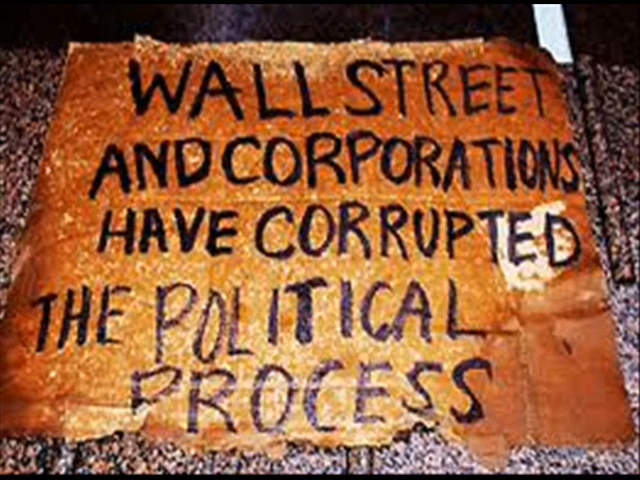 WALL STREET
AND CORPORATIONS
HAVE CORRUPTED
THE POLITICAL
PROCESS